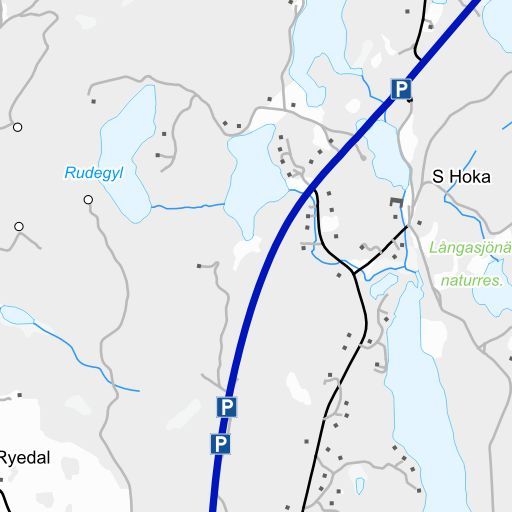 P
Rudegyl
S Hoka
Långasjönä
naturres.
P
P
Ryedal